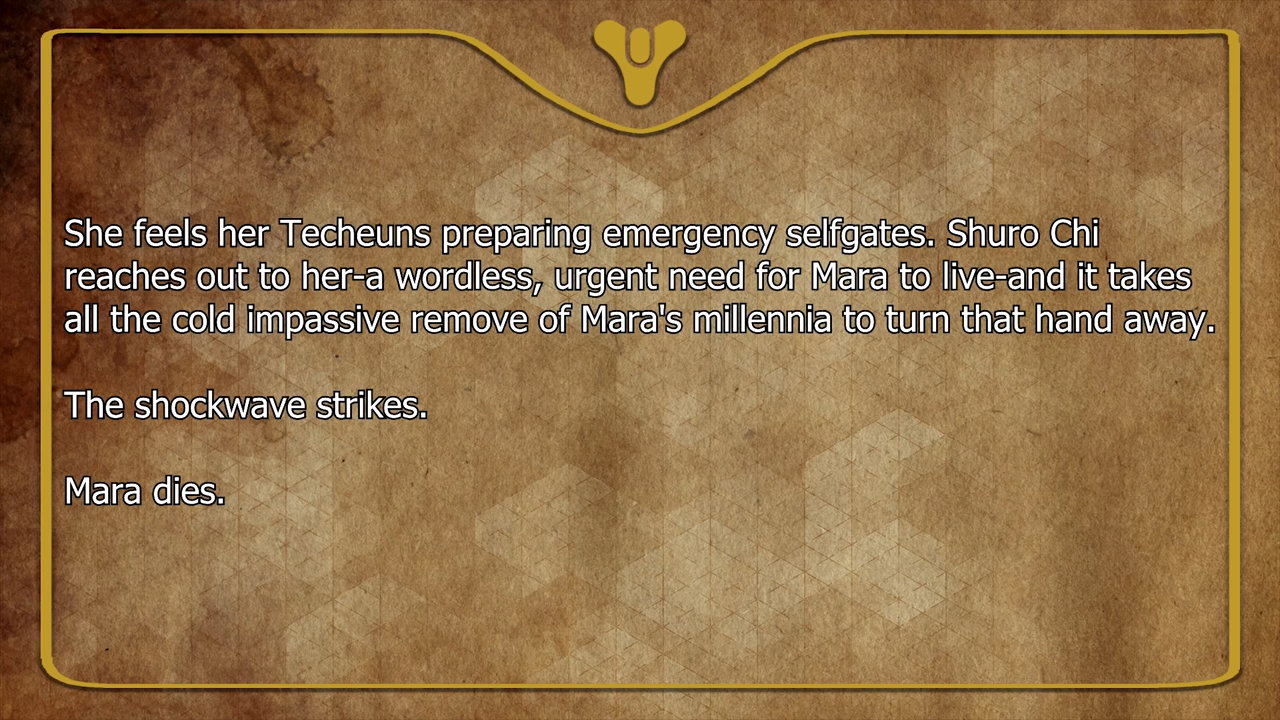 She feels her Techeuns preparing emergency selfgates. Shuro Chi
reaches out to her-a wordless, urgent need for Mara to live-and it takes
all the cold impassive remove of Mara's millennia to turn that hand away.
The shockwave strikes.
Mara dies.